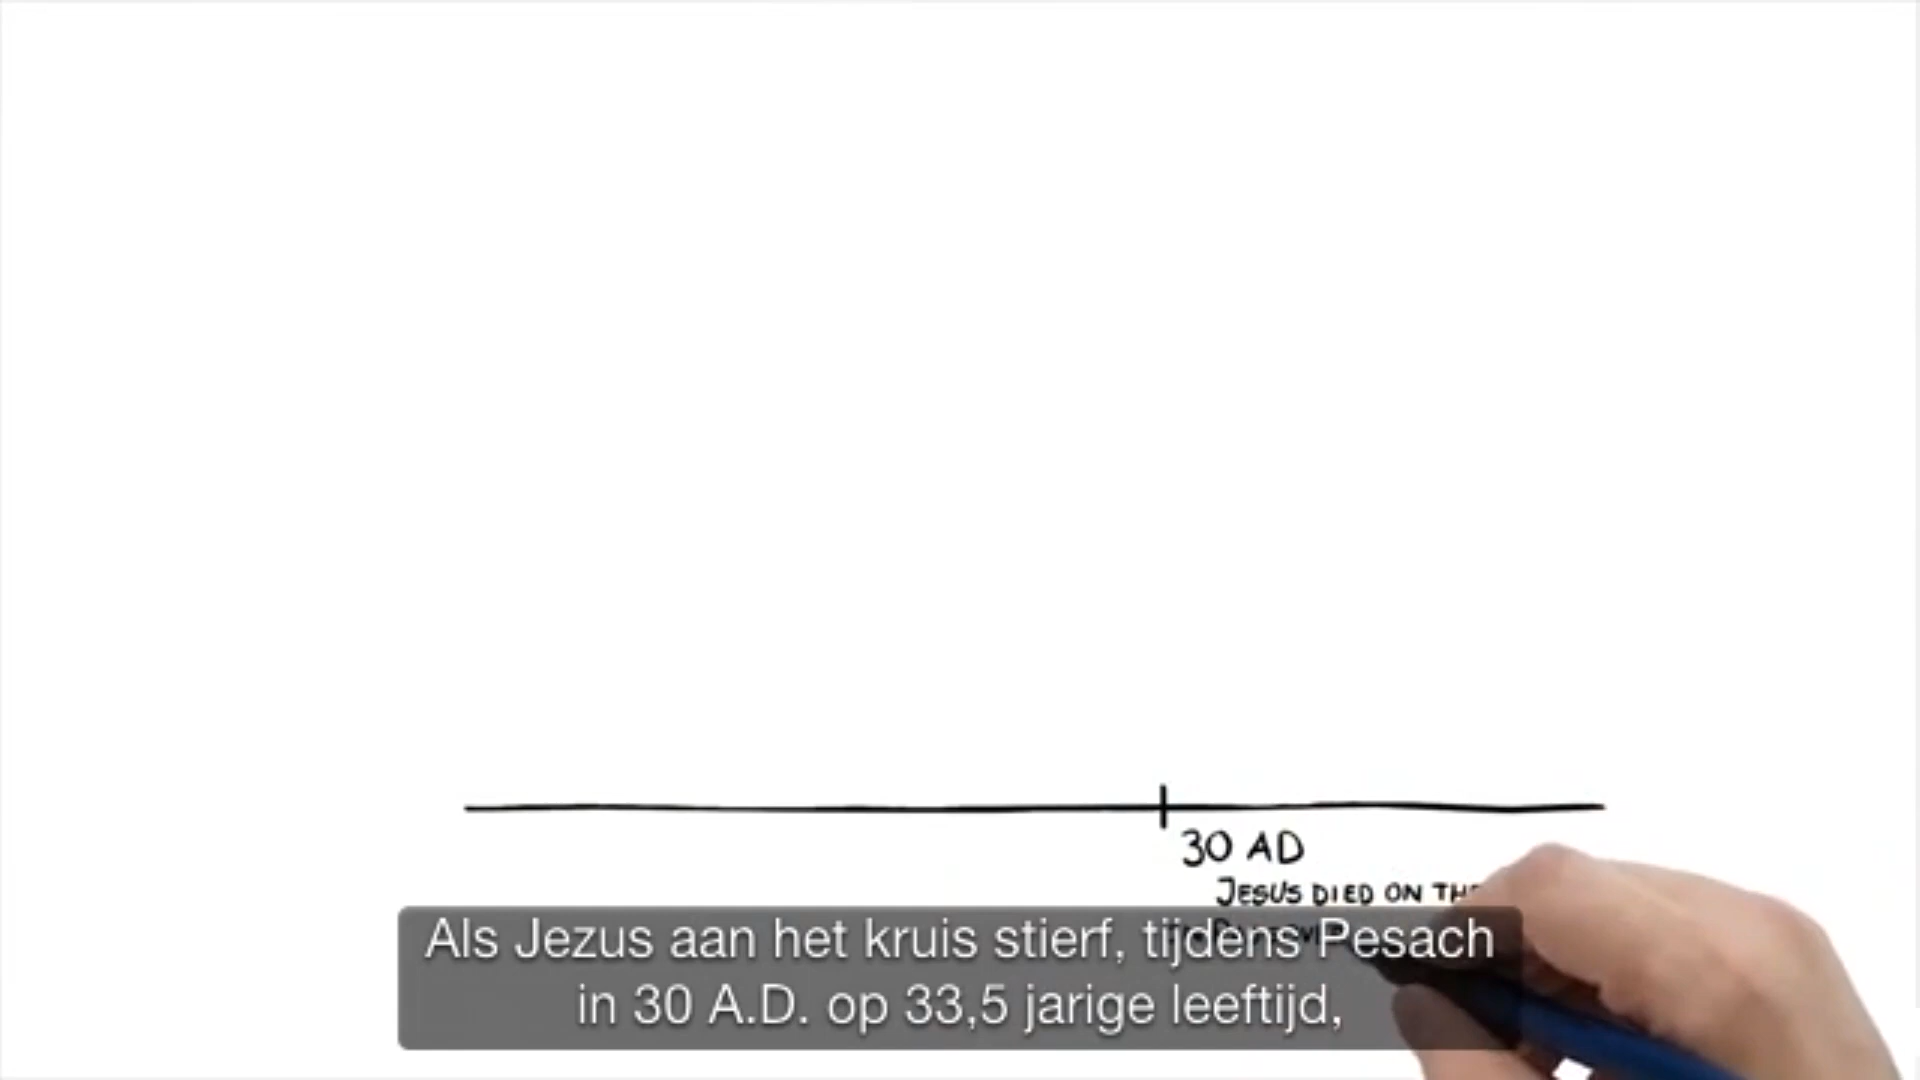 30 AD
JESUS DIED ON THE
Als Jezus aan het kruis stierf, tijdens Pesach
in 30 A.D. op 33,5 jarige leeftijd,